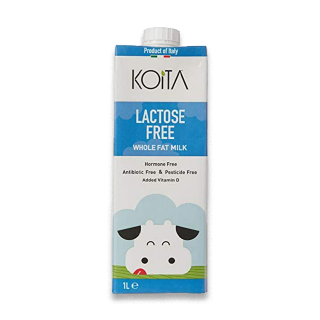 Product of Italy
KOITA
LACTOSE
FREE
WHOLE FAT MILK
Hormone Free
Antibiotic Free & Pesticide Free
Added Vitamin D
1L e